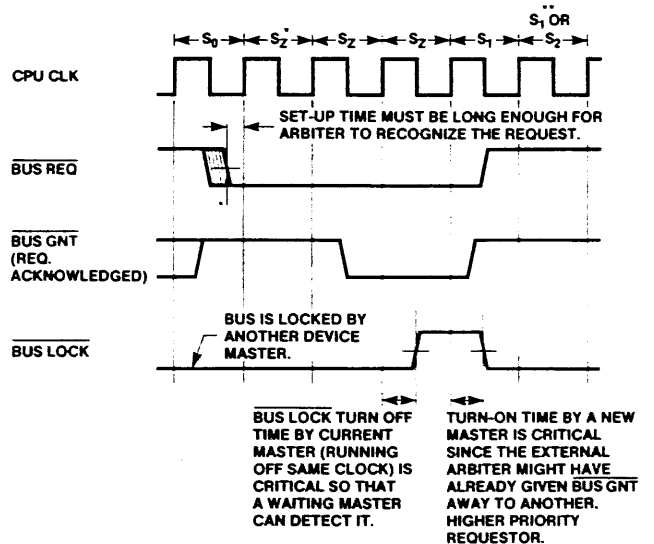 **
S1 OR
S0 SZ* SZ SZ S1 S2
CPU CLK
SET-UP TIME MUST BE LONG ENOUGH FOR
ARBITER TO RECOGNIZE THE REQUEST.
BUS REQ
BUS GNT
(REQ.
ACKNOWLEDGED)
BUS IS LOCKED BY
ANOTHER DEVICE
MASTER.
BUS LOCK
BUS LOCK TURN OFF
TIME BY CURRENT
MASTER (RUNNING
OFF SAME CLOCK) IS
CRITICAL SO THAT
A WAITING MASTER
CAN DETECT IT.
TURN-ON TIME BY A NEW
MASTER IS CRITICAL
SINCE THE EXTERNAL
ARBITER MIGHT HAVE
ALREADY GIVEN BUS GNT
AWAY TO ANOTHER.
HIGHER PRIORITY
REQUESTOR.